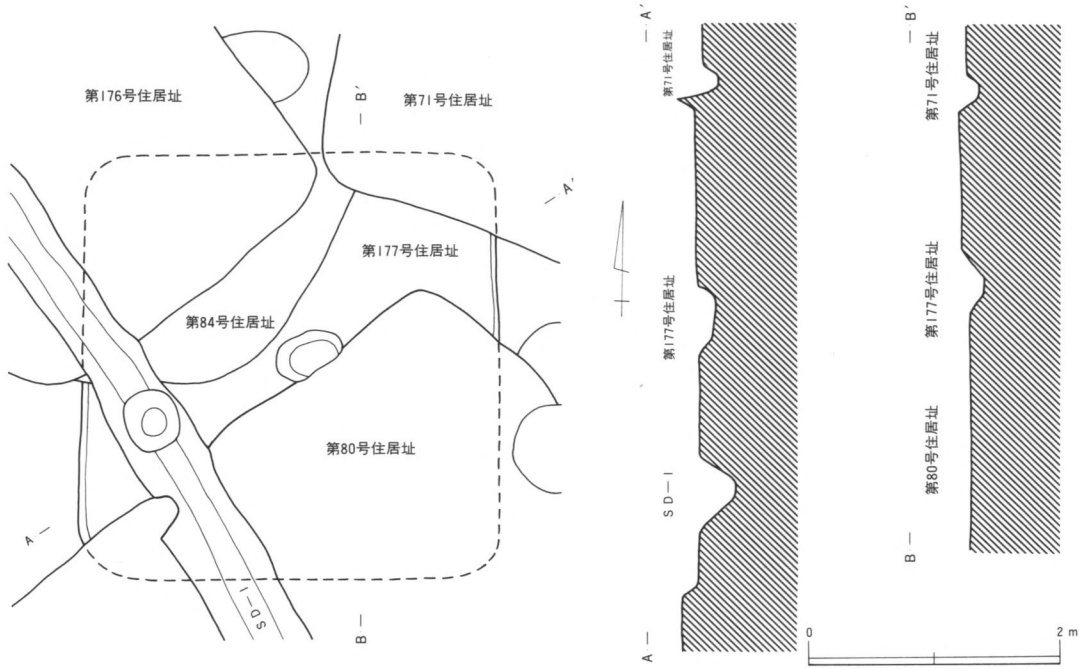 第176号住居址
— B'
第71号住居址
— A'
第177号住居址
第84号住居址
第80号住居址
A —
SD—1
B —
— A'
第71号住居址
第177号住居址
SD—1
A —
— B'
第71号住居址
第177号住居址
第80号住居址
B —
0
2 m